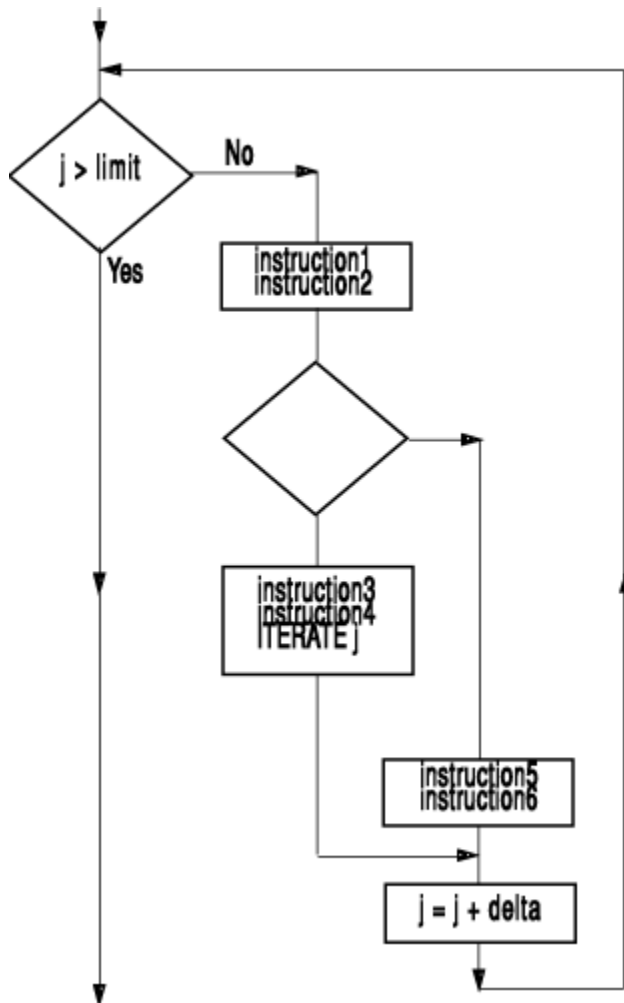 j > limit
No
Yes
instruction1
instruction2
instruction3
instruction4
ITERATE j
instruction5
instruction6
j = j + delta